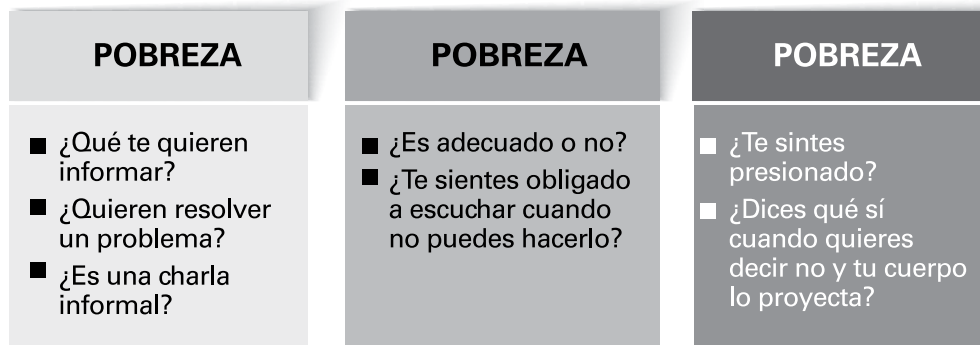 POBREZA
¿Qué te quieren
informar?
¿Quieren resolver
un problema?
¿Es una charla
informal?
POBREZA
¿Es adecuado o no?
¿Te sientes obligado
a escuchar cuando
no puedes hacerlo?
POBREZA
¿Te sintes
presionado?
¿Dices qué sí
cuando quieres
decir no y tu cuerpo
lo proyecta?